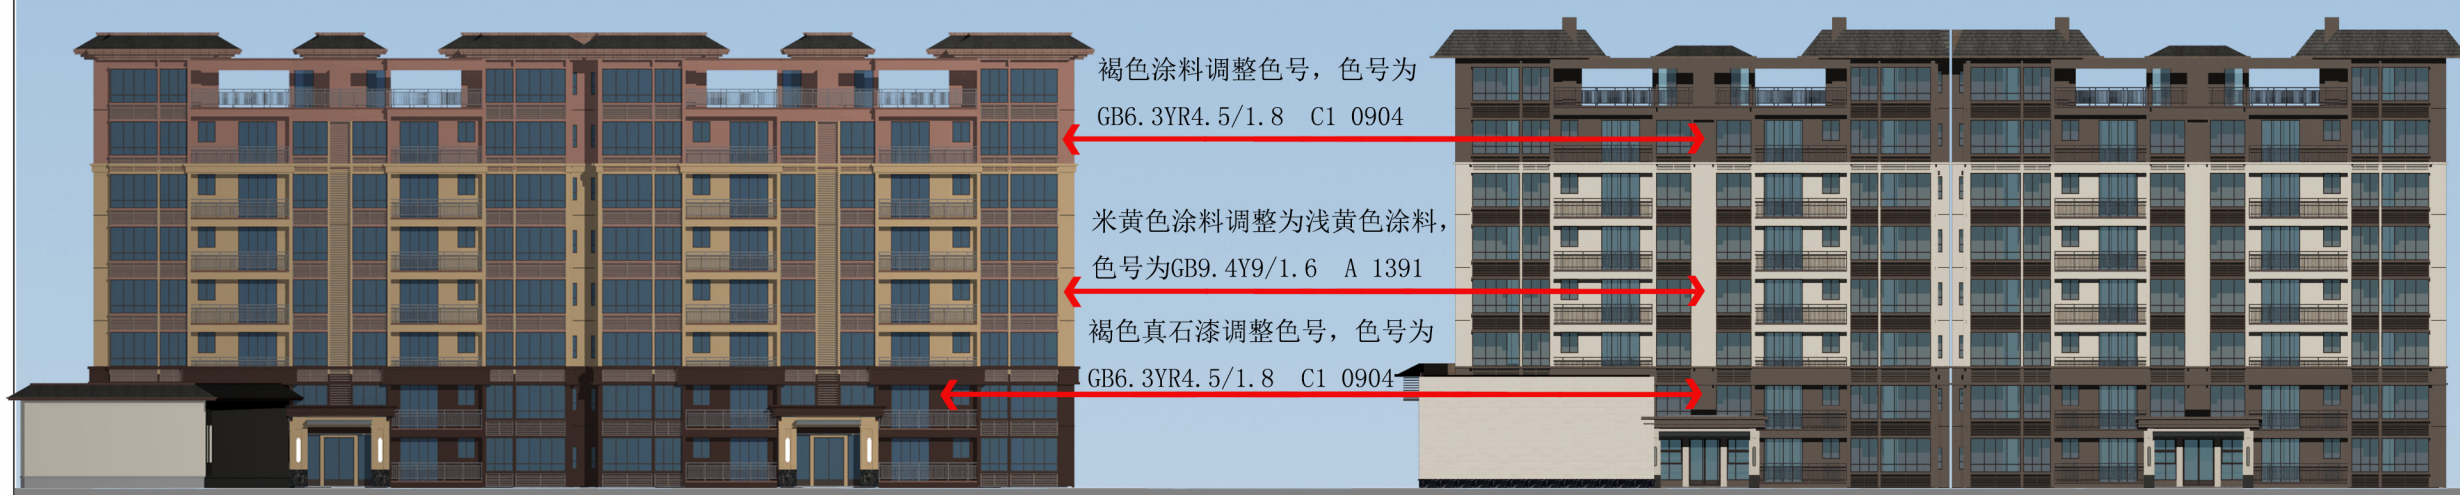 褐色涂料调整色号，色号为
GB6.3YR4.5/1.8  C1 0904
米黄色涂料调整为浅黄色涂料，
色号为GB9.4Y9/1.6  A 1391
褐色真石漆调整色号，色号为
GB6.3YR4.5/1.8  C1 0904